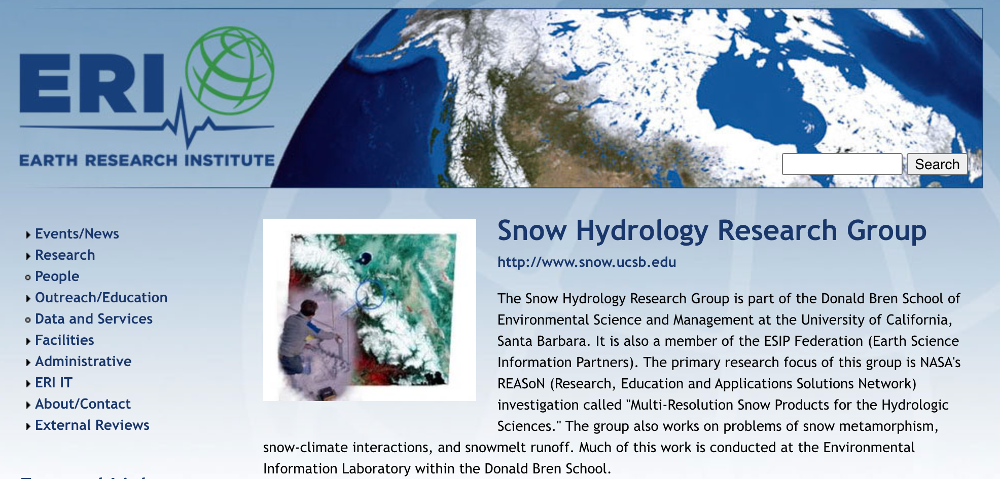 ERI
EARTH RESEARCH INSTITUTE
Search
Events/News
Research
People
Outreach/Education
Data and Services
Facilities
Administrative
ERI IT
About/Contact
External Reviews
Snow Hydrology Research Group
http://www.snow.ucsb.edu
The Snow Hydrology Research Group is part of the Donald Bren School of
Environmental Science and Management at the University of California,
Santa Barbara. It is also a member of the ESIP Federation (Earth Science
Information Partners). The primary research focus of this group is NASA's
REASoN (Research, Education and Applications Solutions Network)
investigation called "Multi-Resolution Snow Products for the Hydrologic
Sciences." The group also works on problems of snow metamorphism,
snow-climate interactions, and snowmelt runoff. Much of this work is conducted at the Environmental
Information Laboratory within the Donald Bren School.